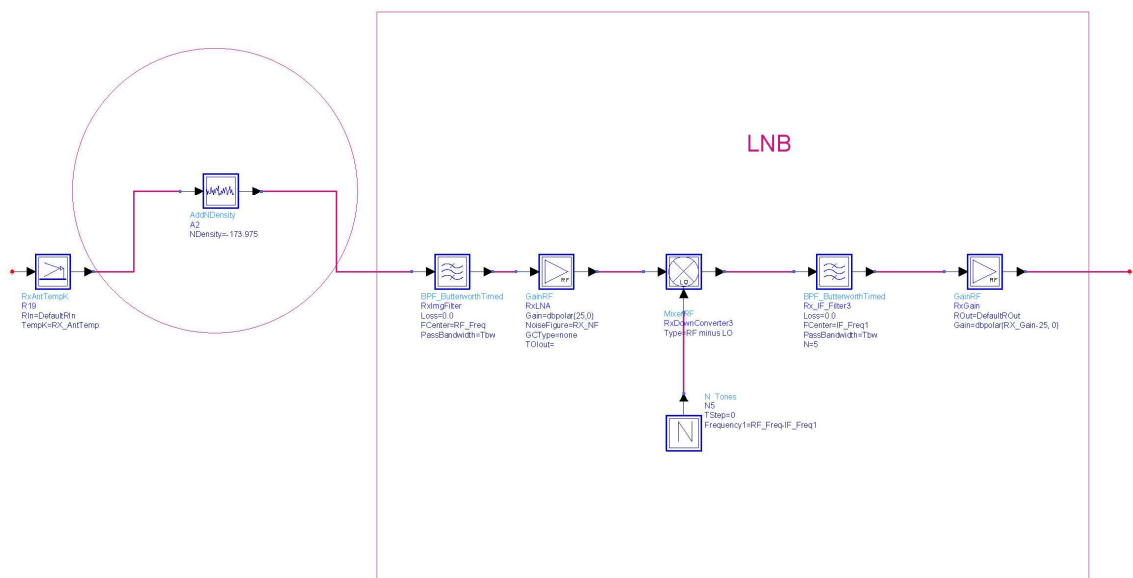 LNB
AddNDensity
A2
NDensity=-173.975
RxAntTempK
R19
RIn=DefaultRIn
TempK=RX_AntTemp
BPF_ButterworthTimed
RxImgFilter
Loss=0.0
FCenter=RF_Freq
PassBandwidth=Tbw
RF
GainRF
RxLNA
Gain=dbpolar(25,0)
NoiseFigure=RX_NF
GCType=none
TOIout=
LO
MixerRF
RxDownConverter3
Type=RF minus LO
BPF_ButterworthTimed
Rx_IF_Filter3
Loss=0.0
FCenter=IF_Freq1
PassBandwidth=Tbw
N=5
RF
GainRF
RxGain
ROut=DefaultROut
Gain=dbpolar(RX_Gain-25, 0)
N
N_Tones
N5
TStep=0
Frequency1=RF_Freq-IF_Freq1